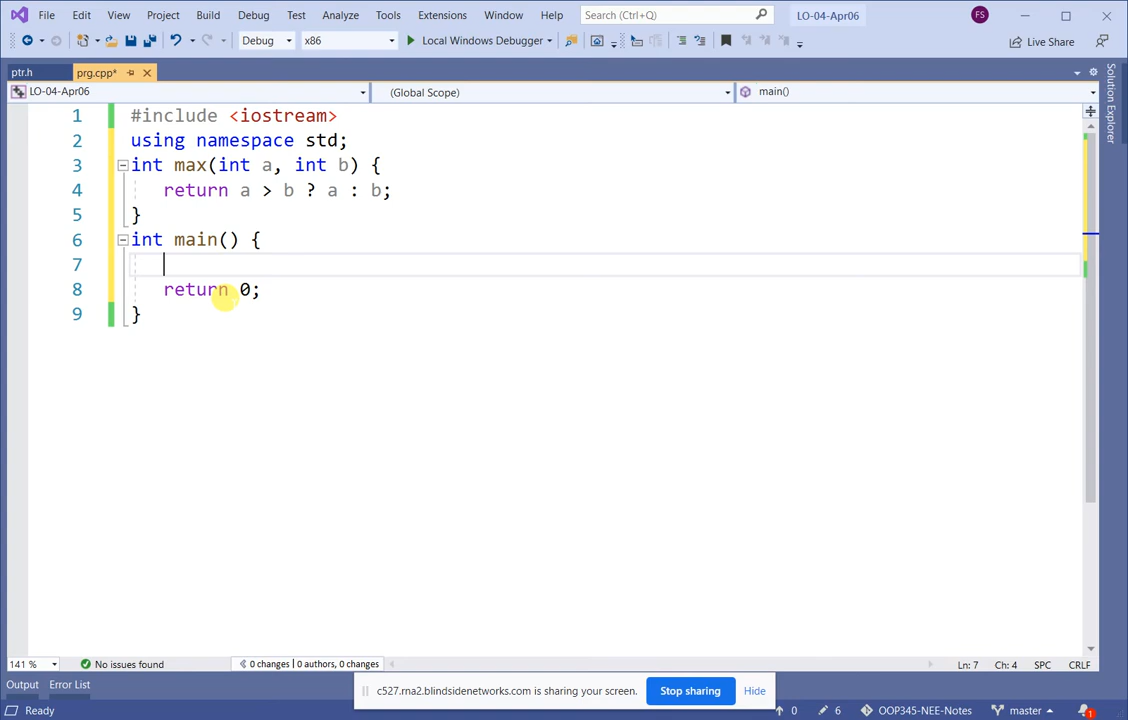 File Edit View Project Build Debug Test Analyze Tools Extensions Window Help Search (Ctrl+Q) LO-04-Apr06 FS
Debug x86 Local Windows Debugger Live Share
ptr.h prg.cpp*
LO-04-Apr06 (Global Scope) main()
Solution Explorer
1 #include <iostream>
2 using namespace std;
3 int max(int a, int b) {
4 return a > b ? a : b;
5 }
6 int main() {
7
8 return 0;
9 }
141 % No issues found 0 changes | 0 authors, 0 changes Ln: 7 Ch: 4 SPC CRLF
Output Error List
c527.rna2.blindsidenetworks.com is sharing your screen. Stop sharing Hide
Ready 0 6 OOP345-NEE-Notes master 1